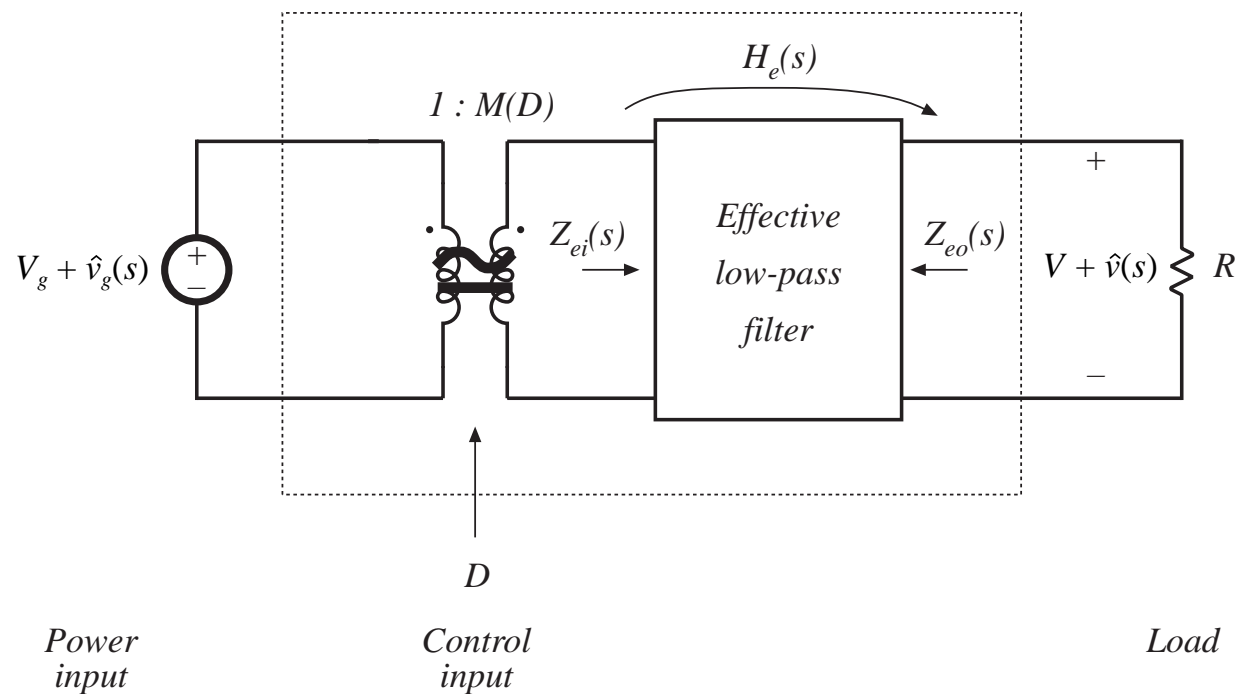 H_e(s)
1 : M(D)
+
Z_ei(s)
Effective
low-pass
filter
Z_eo(s)
V_g + v̂_g(s)
+
–
V + v̂(s)
R
–
D
Power
input
Control
input
Load